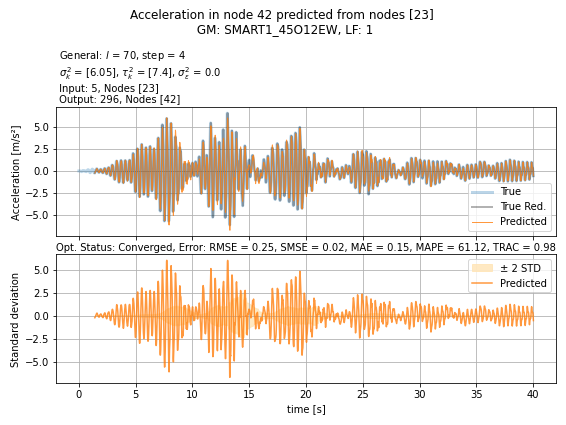 Acceleration in node 42 predicted from nodes [23]
GM: SMART1_45O12EW, LF: 1
General: l = 70, step = 4
σ²ₖ = [6.05], τ²ₖ = [7.4], σ²ε = 0.0
Input: 5, Nodes [23]
Output: 296, Nodes [42]
Acceleration [m/s²]
5.0
2.5
0.0
−2.5
−5.0
True
True Red.
Predicted
Opt. Status: Converged, Error: RMSE = 0.25, SMSE = 0.02, MAE = 0.15, MAPE = 61.12, TRAC = 0.98
Standard deviation
5.0
2.5
0.0
−2.5
−5.0
± 2 STD
Predicted
0 5 10 15 20 25 30 35 40
time [s]